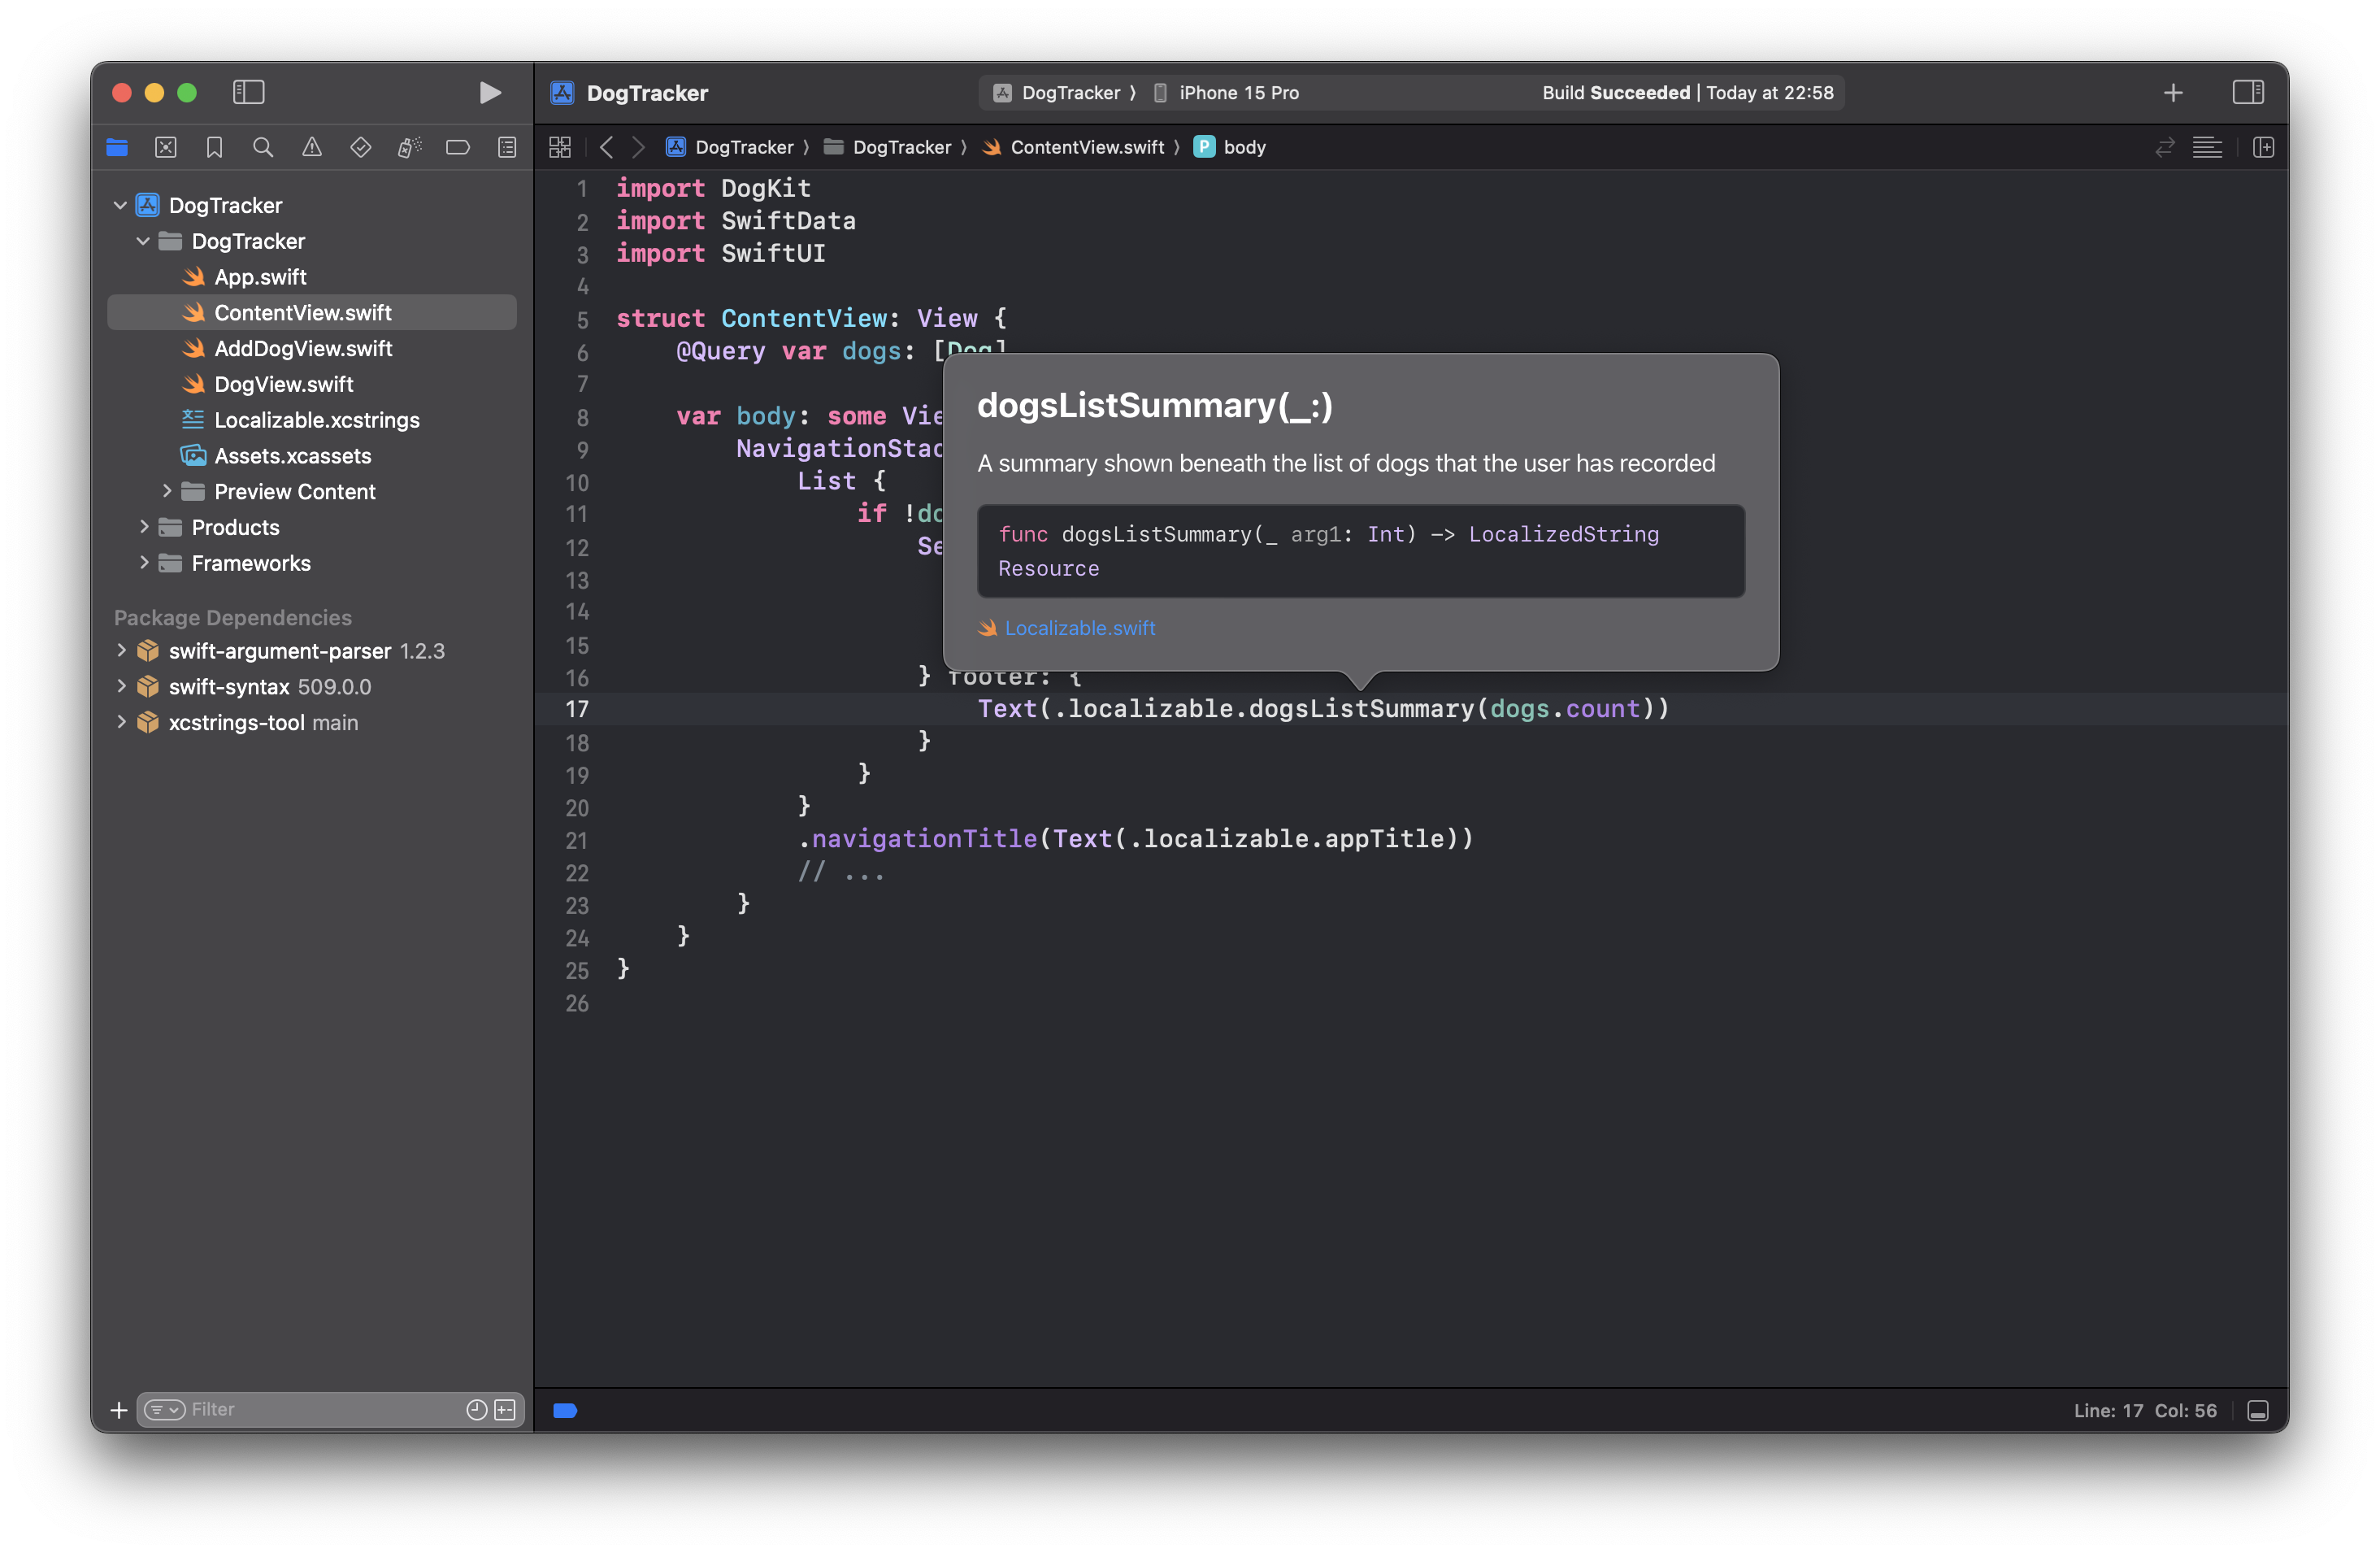 DogTracker
DogTracker 〉 iPhone 15 Pro
Build Succeeded | Today at 22:58
DogTracker
DogTracker
App.swift
ContentView.swift
AddDogView.swift
DogView.swift
Localizable.xcstrings
Assets.xcassets
Preview Content
Products
Frameworks
Package Dependencies
swift-argument-parser 1.2.3
swift-syntax 509.0.0
xcstrings-tool main
Filter
DogTracker 〉 DogTracker 〉 ContentView.swift 〉 P body
1 import DogKit
2 import SwiftData
3 import SwiftUI
4
5 struct ContentView: View {
6 @Query var dogs: [Dog]
7
8 var body: some Vie
9 NavigationStac
10 List {
11 if !do
12 Se
13
14
15
16 } footer: {
17 Text(.localizable.dogsListSummary(dogs.count))
18 }
19 }
20 }
21 .navigationTitle(Text(.localizable.appTitle))
22 // ...
23 }
24 }
25 }
26
dogsListSummary(_:)
A summary shown beneath the list of dogs that the user has recorded
func dogsListSummary(_ arg1: Int) -> LocalizedString
Resource
Localizable.swift
Line: 17 Col: 56